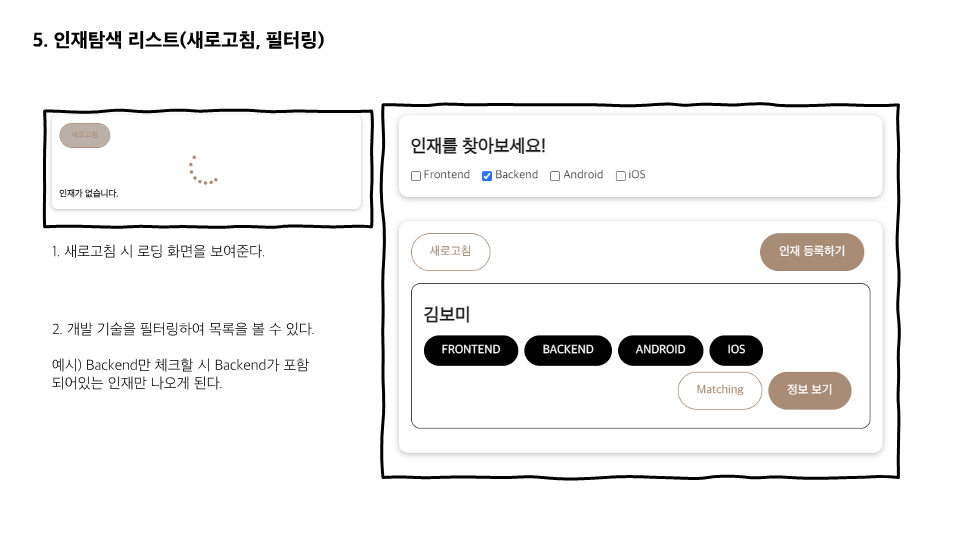 5. 인재탐색 리스트(새로고침, 필터링)
새로고침
인재가 없습니다.
1. 새로고침 시 로딩 화면을 보여준다.
2. 개발 기술을 필터링하여 목록을 볼 수 있다.
예시) Backend만 체크할 시 Backend가 포함
되어있는 인재만 나오게 된다.
인재를 찾아보세요!
Frontend Backend Android iOS
새로고침 인재 등록하기
김보미
FRONTEND BACKEND ANDROID IOS
Matching 정보 보기